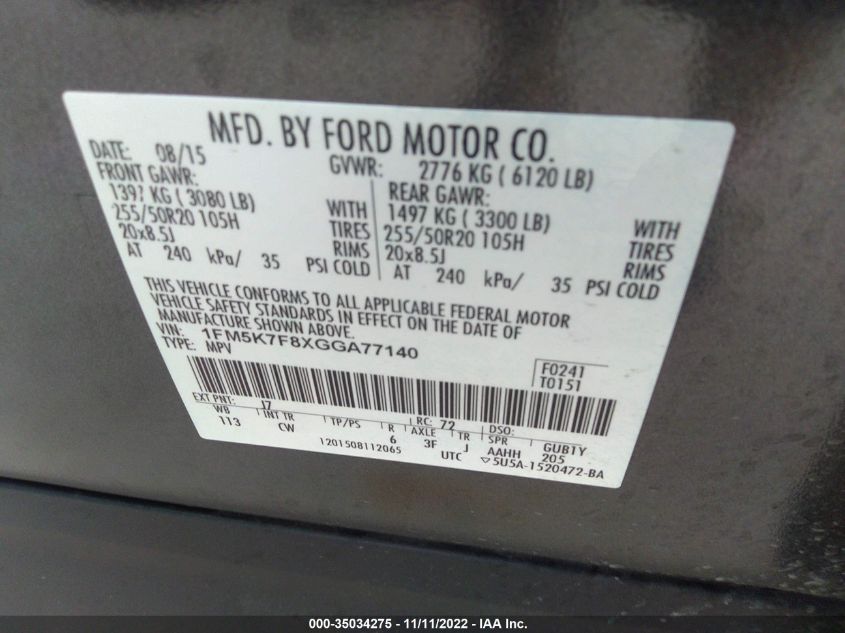 MFD. BY FORD MOTOR CO.
DATE: 08/15 GVWR: 2776 KG ( 6120 LB)
FRONT GAWR: REAR GAWR:
1397 KG ( 3080 LB) WITH 1497 KG ( 3300 LB) WITH
255/50R20 105H TIRES 255/50R20 105H TIRES
20x8.5J RIMS 20x8.5J RIMS
AT 240 kPa/ 35 PSI COLD AT 240 kPa/ 35 PSI COLD
THIS VEHICLE CONFORMS TO ALL APPLICABLE FEDERAL MOTOR
VEHICLE SAFETY STANDARDS IN EFFECT ON THE DATE OF
MANUFACTURE SHOWN ABOVE.
VIN: 1FM5K7F8XGGA77140
TYPE: MPV
F0241
T0151
EXT PNT: J7 RC: 72 DSO:
WB INT TR TP/PS R AXLE TR SPR GUB1Y
113 CW 6 3F J AAHH 205
1201508112065 UTC ▽5U5A-1520472-BA
000-35034275 - 11/11/2022 - IAA Inc.